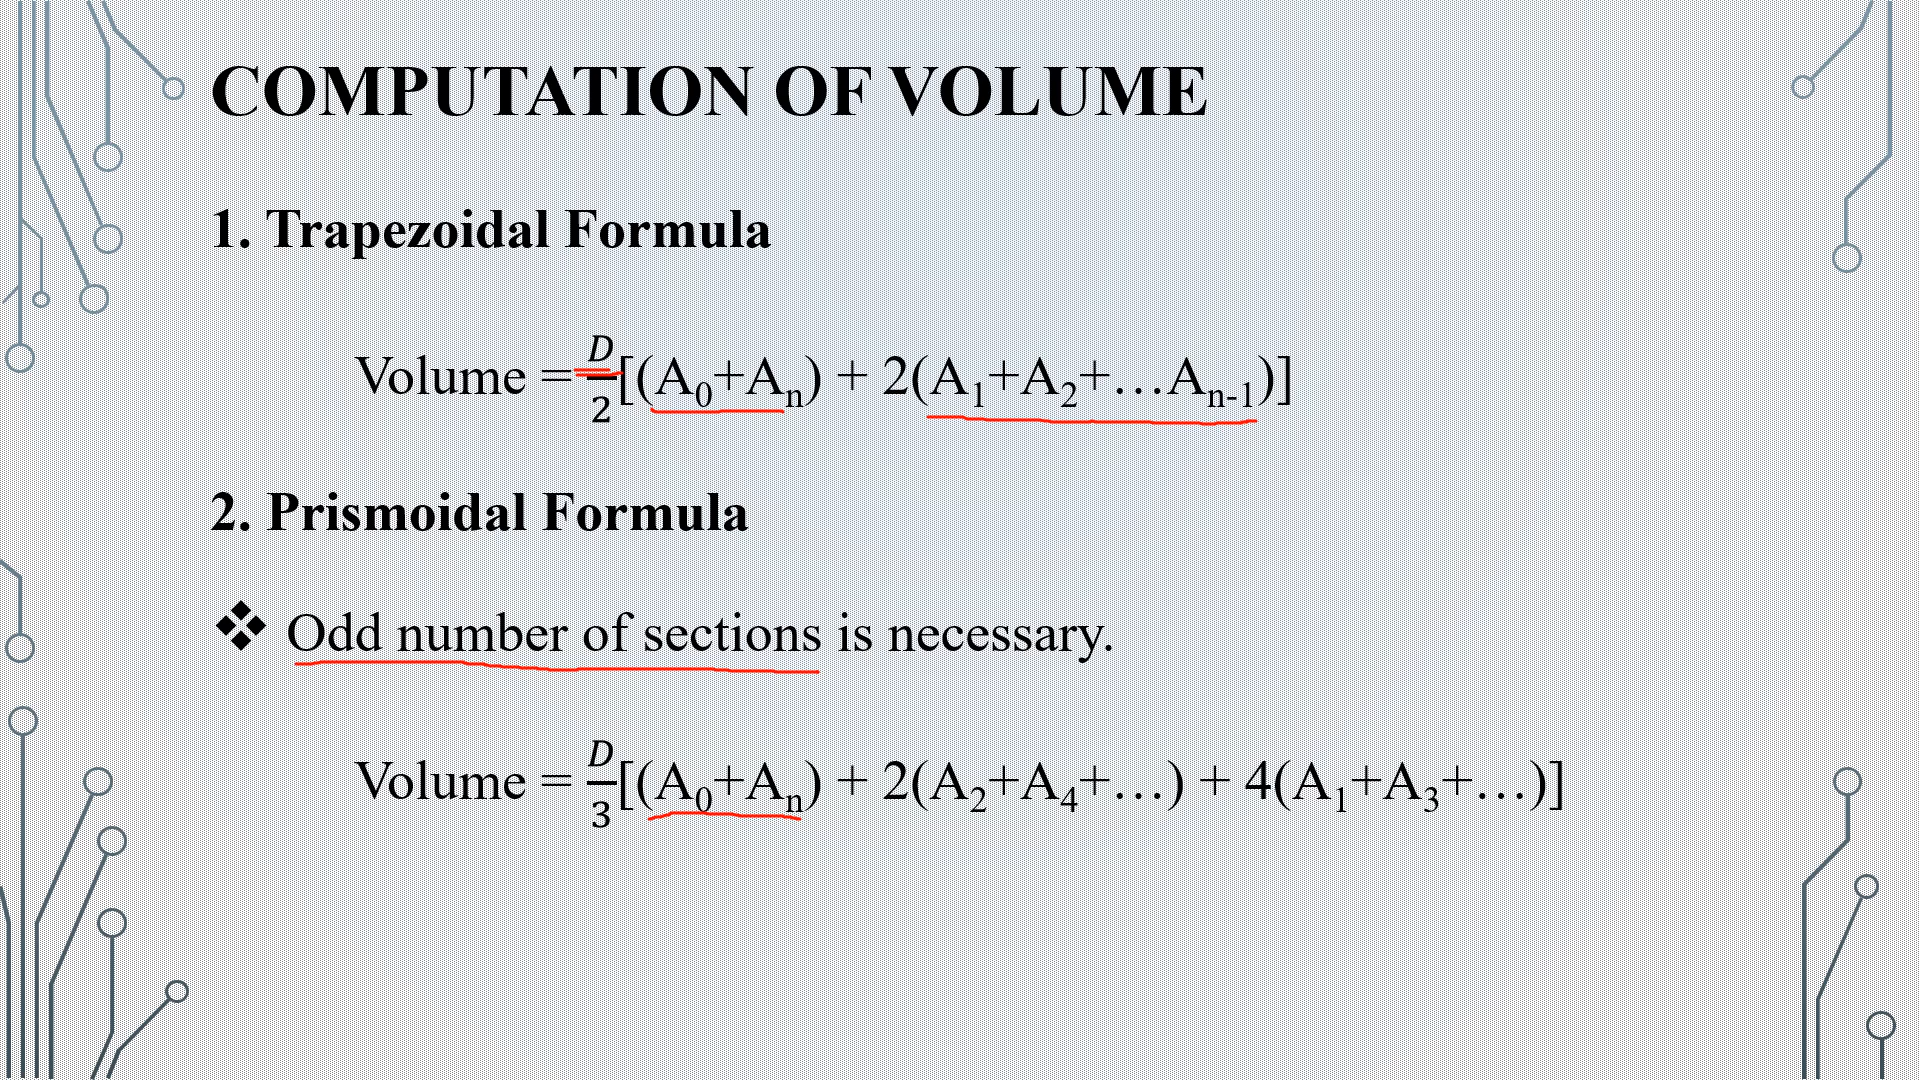 COMPUTATION OF VOLUME
1. Trapezoidal Formula
Volume = D/2[(A₀+Aₙ) + 2(A₁+A₂+…Aₙ₋₁)]
2. Prismoidal Formula
❖ Odd number of sections is necessary.
Volume = D/3[(A₀+Aₙ) + 2(A₂+A₄+…) + 4(A₁+A₃+…)]